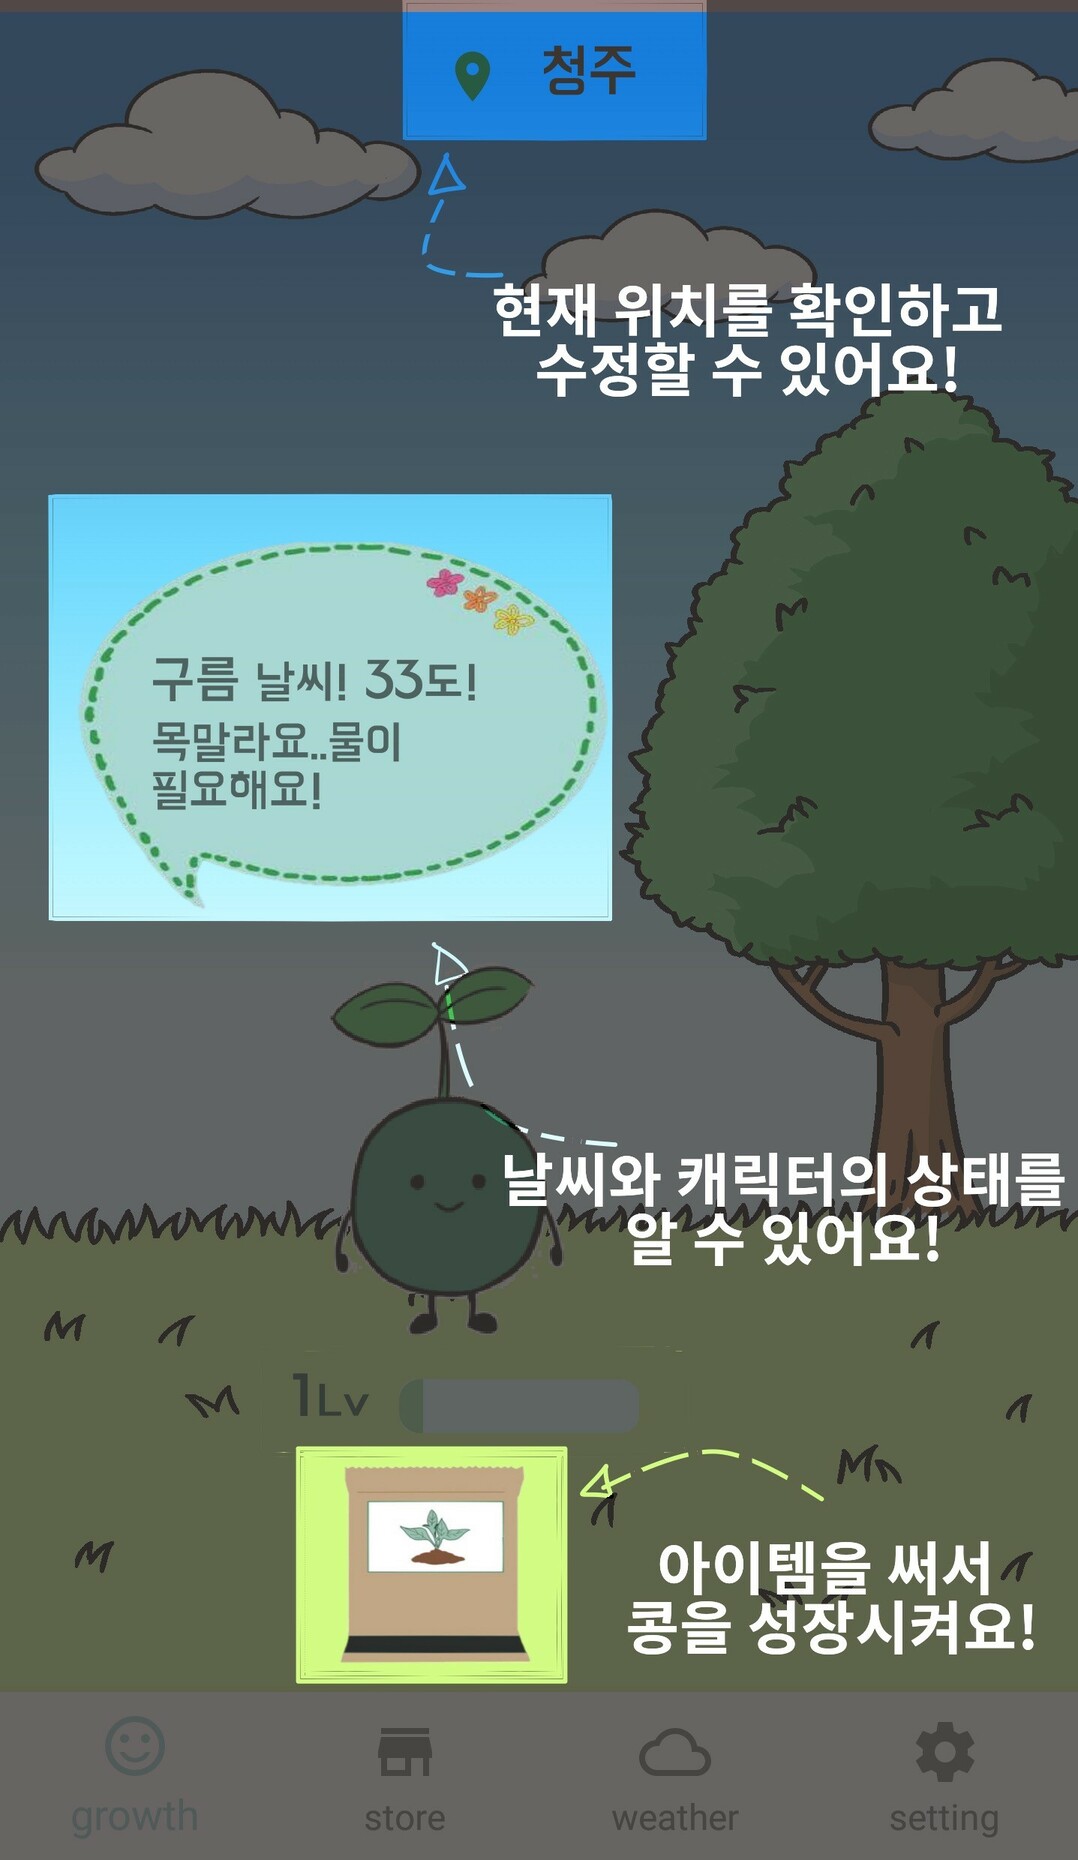 청주
현재 위치를 확인하고
수정할 수 있어요!
구름 날씨! 33도!
목말라요..물이
필요해요!
날씨와 캐릭터의 상태를
알 수 있어요!
1Lv
아이템을 써서
콩을 성장시켜요!
growth
store
weather
setting